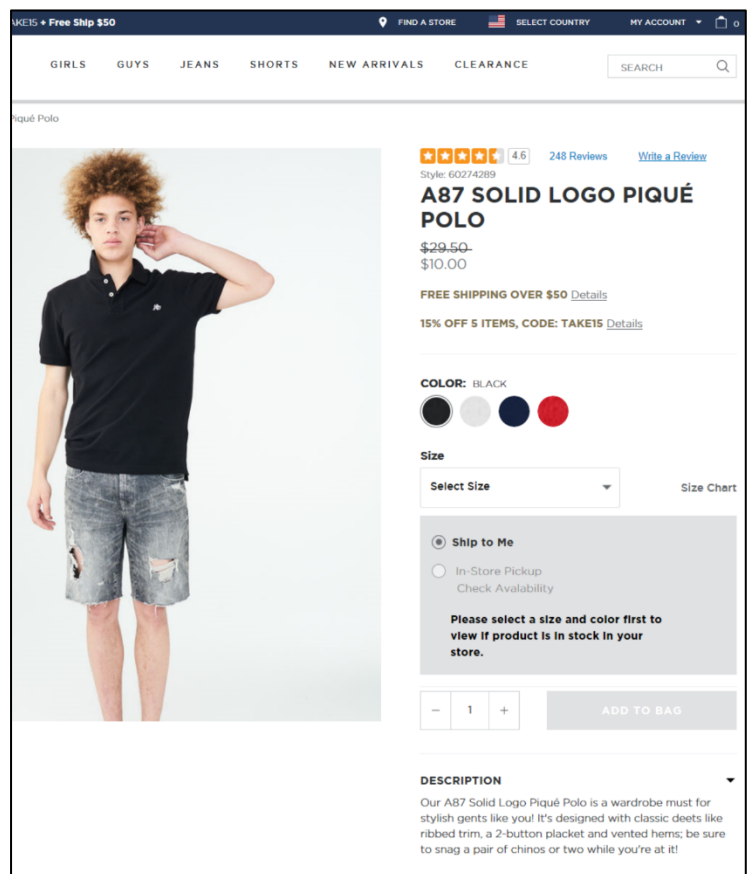 \KE15 + Free Ship $50
FIND A STORE
SELECT COUNTRY
MY ACCOUNT
0
GIRLS
GUYS
JEANS
SHORTS
NEW ARRIVALS
CLEARANCE
SEARCH
Piqué Polo
4.6
248 Reviews
Write a Review
Style: 60274289
A87 SOLID LOGO PIQUÉ
POLO
$29.50
$10.00
FREE SHIPPING OVER $50 Details
15% OFF 5 ITEMS, CODE: TAKE15 Details
COLOR: BLACK
Size
Select Size
Size Chart
Ship to Me
In-Store Pickup
Check Avalability
Please select a size and color first to
view if product is in stock in your
store.
− 1 +
ADD TO BAG
DESCRIPTION
Our A87 Solid Logo Piqué Polo is a wardrobe must for
stylish gents like you! It's designed with classic deets like
ribbed trim, a 2-button placket and vented hems; be sure
to snag a pair of chinos or two while you're at it!